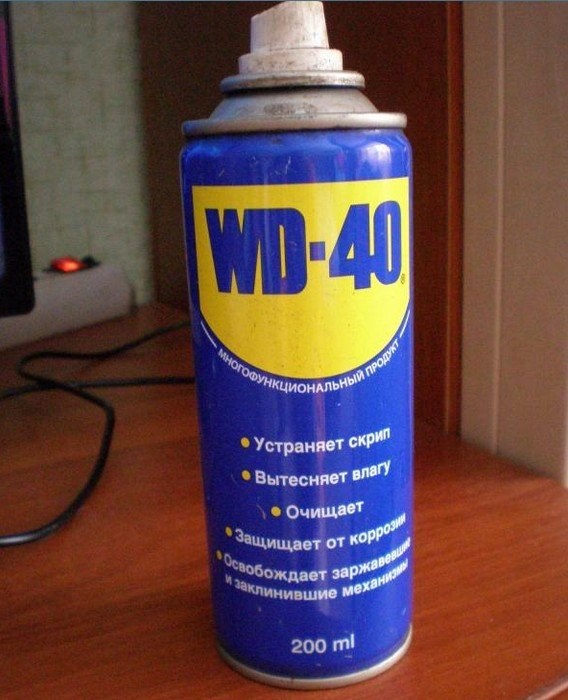 WD-40®
МНОГОФУНКЦИОНАЛЬНЫЙ ПРОДУКТ
• Устраняет скрип
• Вытесняет влагу
• Очищает
• Защищает от коррозии
• Освобождает заржавевшие
и заклинившие механизмы
200 ml